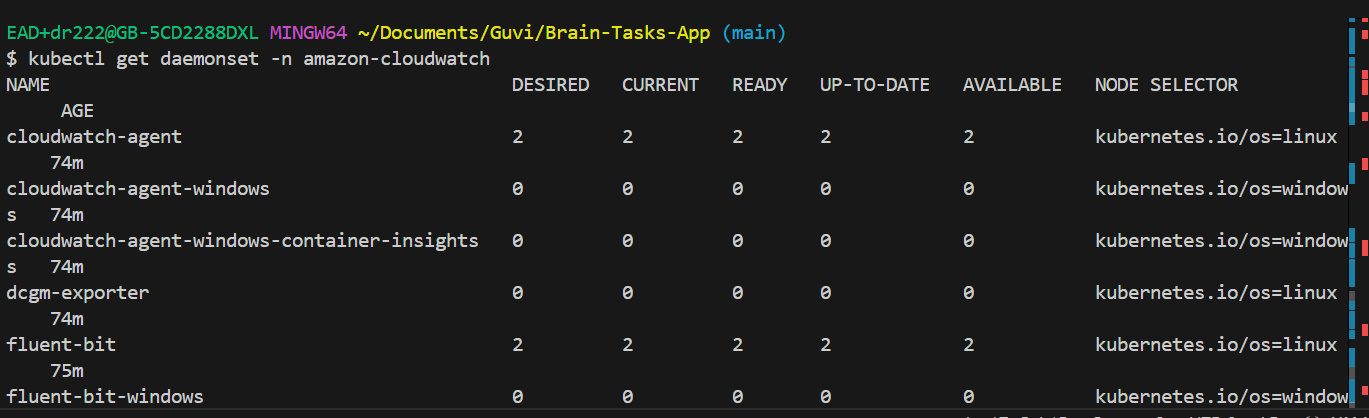 EAD+dr222@GB-5CD2288DXL MINGW64 ~/Documents/Guvi/Brain-Tasks-App (main)
$ kubectl get daemonset -n amazon-cloudwatch
NAME DESIRED CURRENT READY UP-TO-DATE AVAILABLE NODE SELECTOR
AGE
cloudwatch-agent 2 2 2 2 2 kubernetes.io/os=linux
74m
cloudwatch-agent-windows 0 0 0 0 0 kubernetes.io/os=window
s 74m
cloudwatch-agent-windows-container-insights 0 0 0 0 0 kubernetes.io/os=window
s 74m
dcgm-exporter 0 0 0 0 0 kubernetes.io/os=linux
74m
fluent-bit 2 2 2 2 2 kubernetes.io/os=linux
75m
fluent-bit-windows 0 0 0 0 0 kubernetes.io/os=window